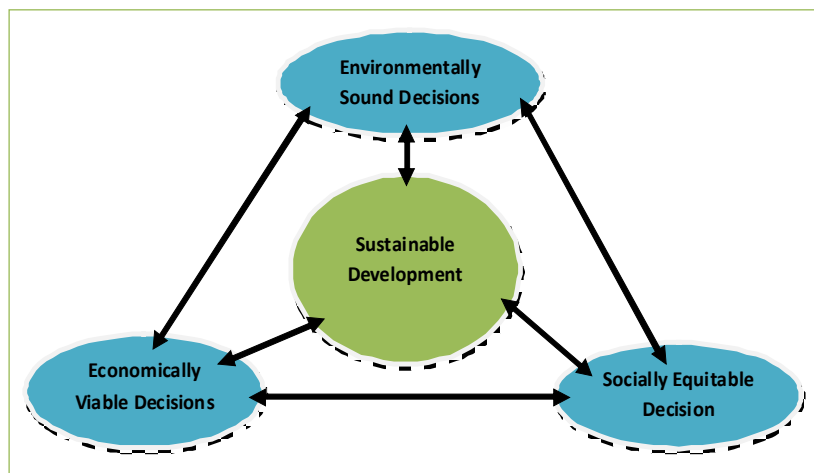 Environmentally
Sound Decisions
Sustainable
Development
Economically
Viable Decisions
Socially Equitable
Decision